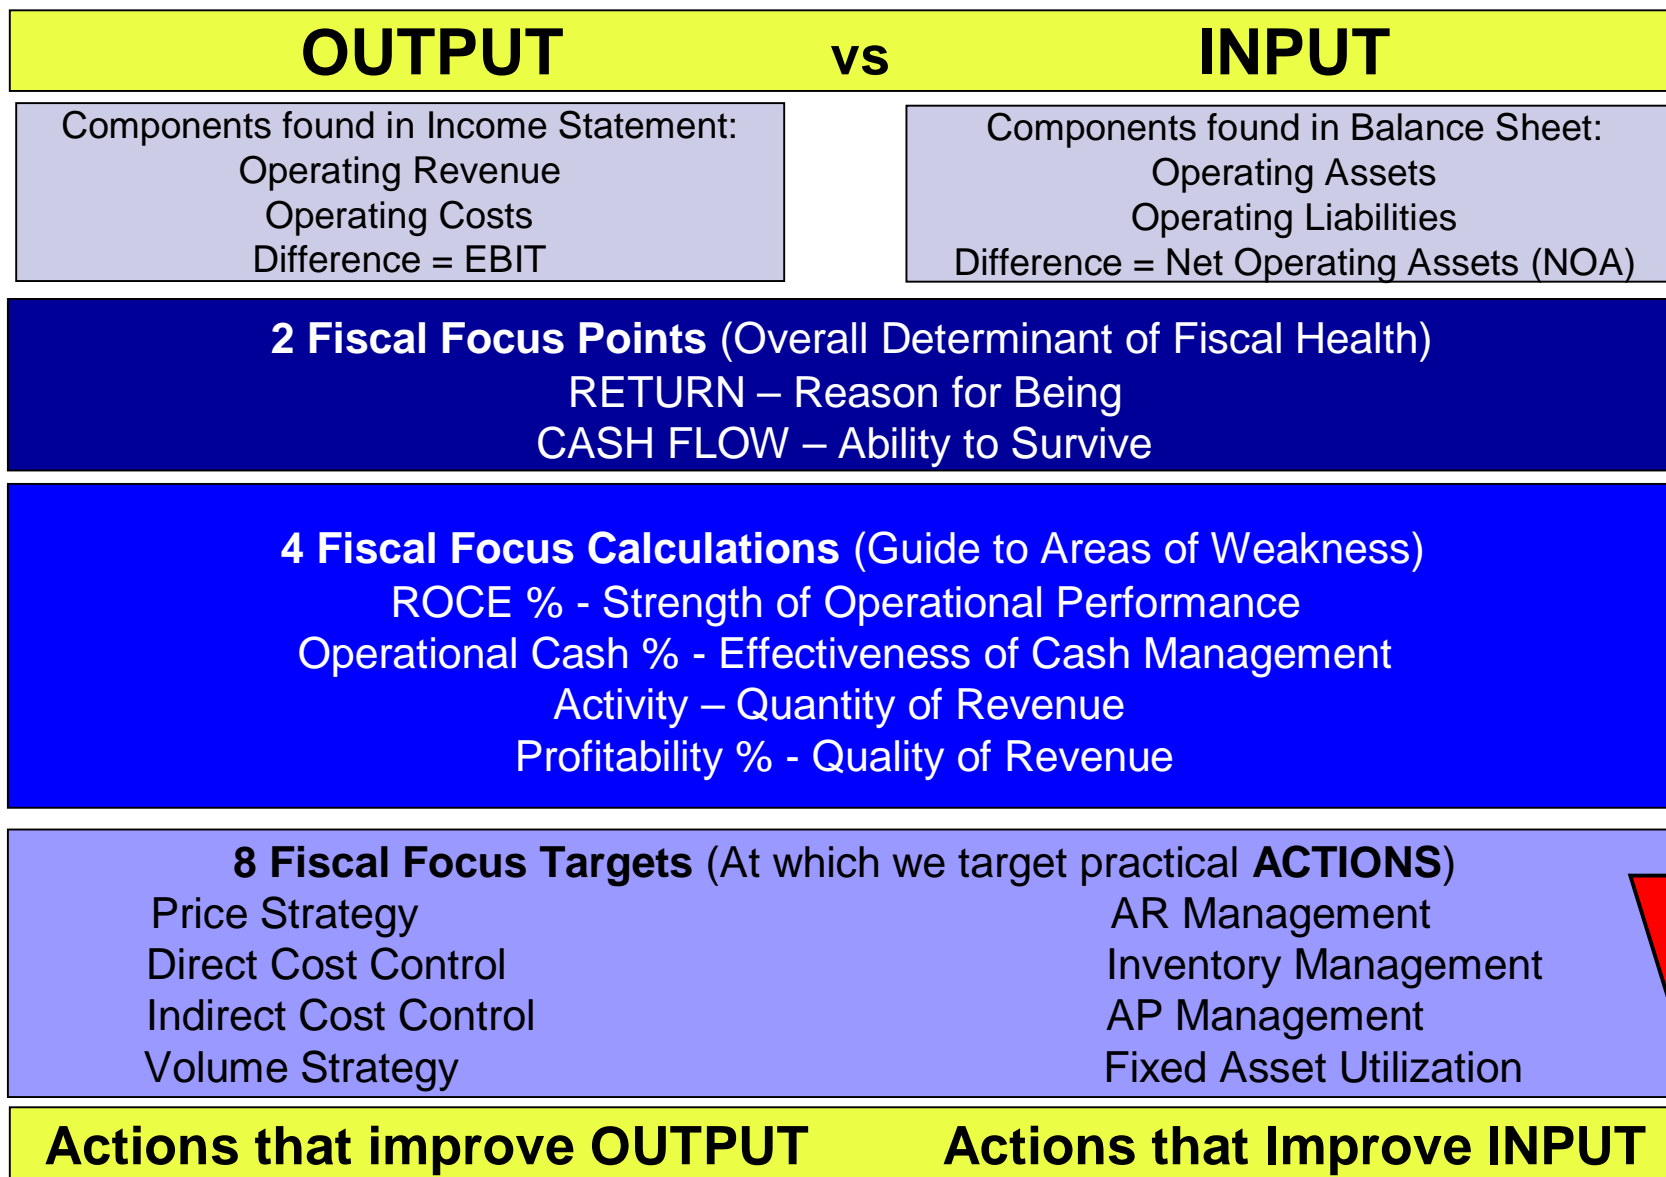 OUTPUT vs INPUT
Components found in Income Statement:
Operating Revenue
Operating Costs
Difference = EBIT
Components found in Balance Sheet:
Operating Assets
Operating Liabilities
Difference = Net Operating Assets (NOA)
2 Fiscal Focus Points (Overall Determinant of Fiscal Health)
RETURN – Reason for Being
CASH FLOW – Ability to Survive
4 Fiscal Focus Calculations (Guide to Areas of Weakness)
ROCE % - Strength of Operational Performance
Operational Cash % - Effectiveness of Cash Management
Activity – Quantity of Revenue
Profitability % - Quality of Revenue
8 Fiscal Focus Targets (At which we target practical ACTIONS)
Price Strategy
Direct Cost Control
Indirect Cost Control
Volume Strategy
AR Management
Inventory Management
AP Management
Fixed Asset Utilization
Actions that improve OUTPUT
Actions that Improve INPUT